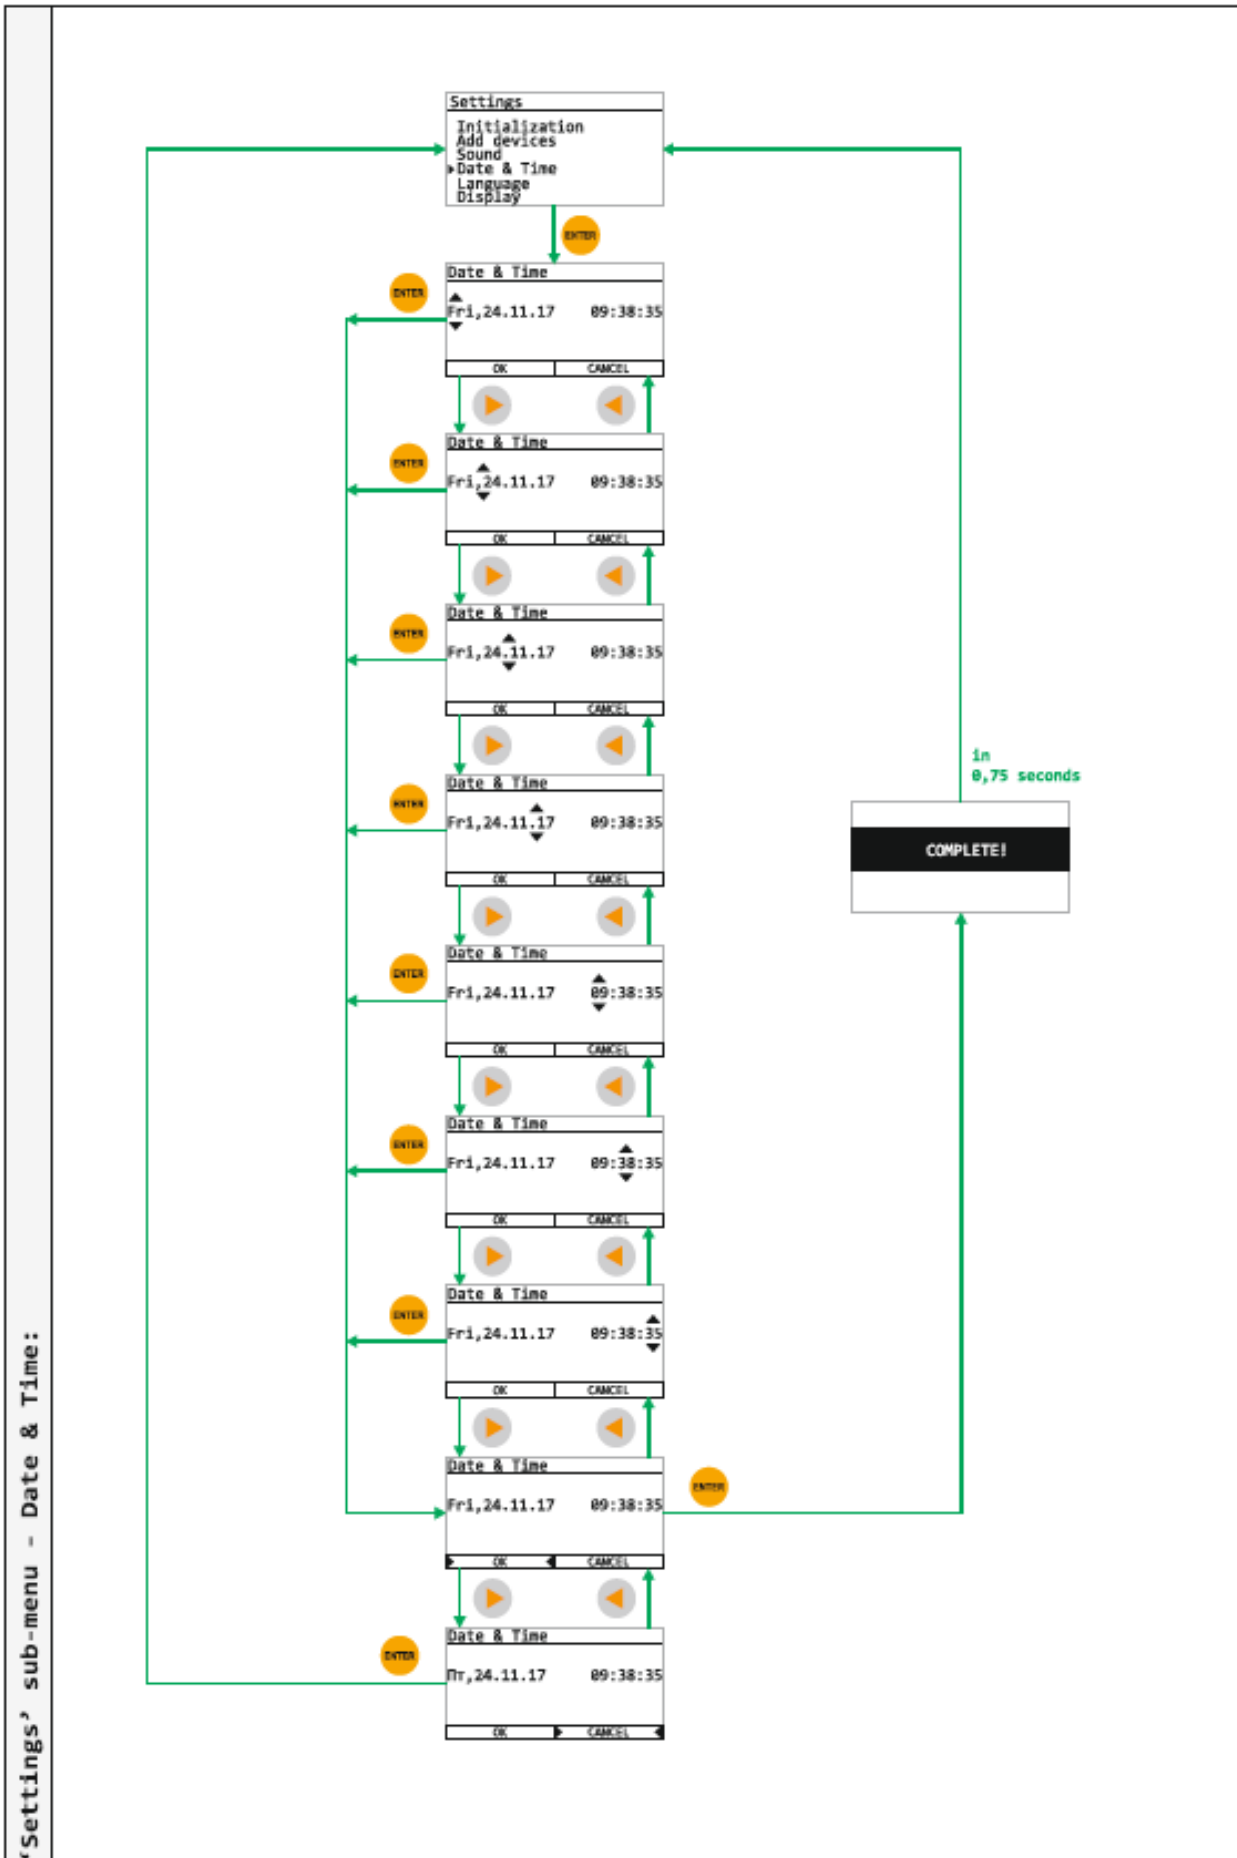 'Settings' sub-menu - Date & Time:
Settings
Initialization
Add devices
Sound
Date & Time
Language
Display
ENTER
Date & Time
ENTER
Fri,24.11.17 09:38:35
OK CANCEL
Date & Time
ENTER
Fri,24.11.17 09:38:35
OK CANCEL
Date & Time
ENTER
Fri,24.11.17 09:38:35
OK CANCEL
in
0,75 seconds
Date & Time
ENTER
Fri,24.11.17 09:38:35
COMPLETE!
OK CANCEL
Date & Time
ENTER
Fri,24.11.17 09:38:35
OK CANCEL
Date & Time
ENTER
Fri,24.11.17 09:38:35
OK CANCEL
Date & Time
ENTER
Fri,24.11.17 09:38:35
OK CANCEL
Date & Time
ENTER
Fri,24.11.17 09:38:35
OK CANCEL
Date & Time
ENTER
Пт,24.11.17 09:38:35
OK CANCEL